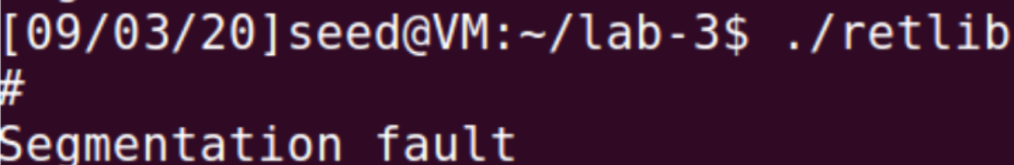 [09/03/20]seed@VM:~/lab-3$ ./retlib
#
Segmentation fault